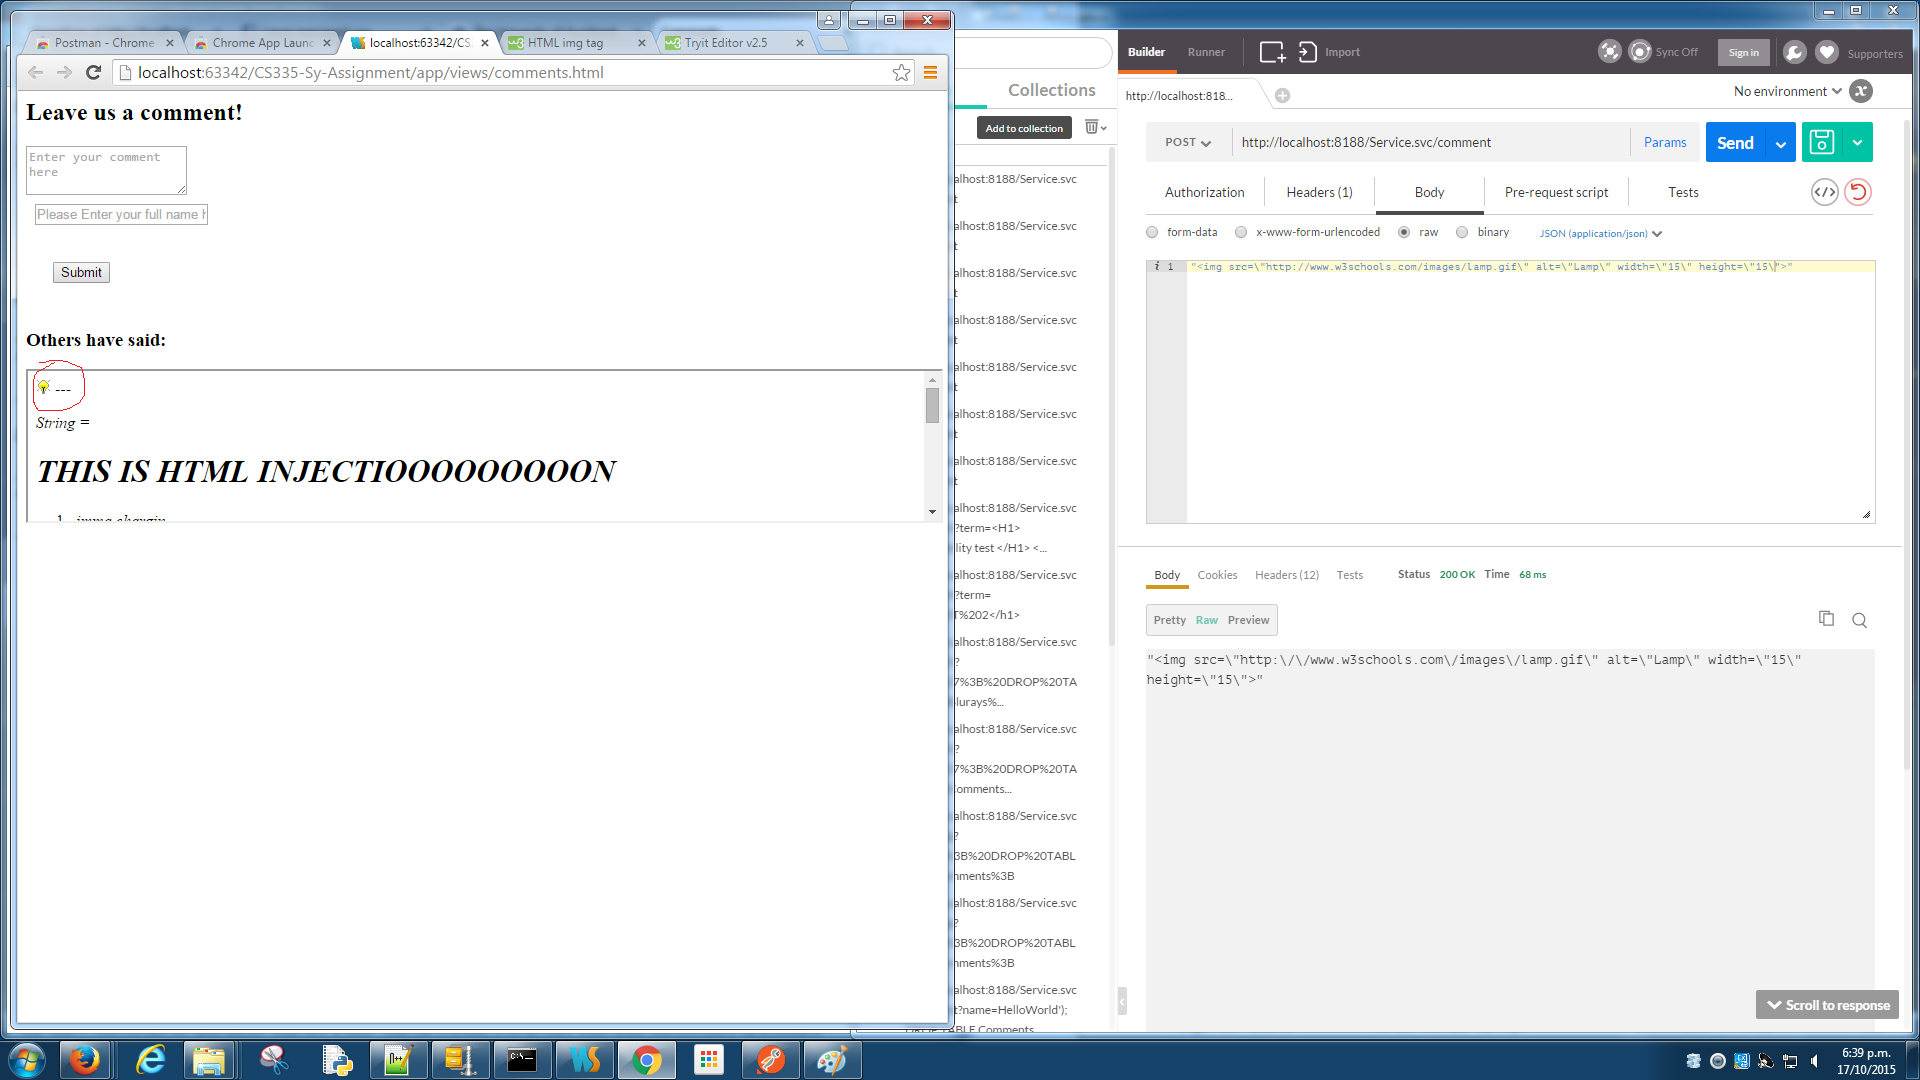 Postman - Chrome
Chrome App Launc
localhost:63342/CS
HTML img tag
Tryit Editor v2.5
localhost:63342/CS335-Sy-Assignment/app/views/comments.html
Leave us a comment!
Enter your comment
here
Please Enter your full name h
Submit
Others have said:
---
String =
THIS IS HTML INJECTIOOOOOOOOON
Collections
Add to collection
alhost:8188/Service.svc
t
alhost:8188/Service.svc
t
alhost:8188/Service.svc
t
alhost:8188/Service.svc
t
alhost:8188/Service.svc
t
alhost:8188/Service.svc
t
alhost:8188/Service.svc
t
alhost:8188/Service.svc
?term=<H1>
lity test </H1> <...
alhost:8188/Service.svc
?term=
T%202</h1>
alhost:8188/Service.svc
?
7%3B%20DROP%20TA
lurays%...
alhost:8188/Service.svc
?
7%3B%20DROP%20TA
Comments...
alhost:8188/Service.svc
?
3B%20DROP%20TABL
mments%3B
alhost:8188/Service.svc
?
3B%20DROP%20TABL
mments%3B
alhost:8188/Service.svc
t?name=HelloWorld');
Builder
Runner
Import
Sync Off
Sign in
Supporters
http://localhost:818...
No environment
POST
http://localhost:8188/Service.svc/comment
Params
Send
Authorization
Headers (1)
Body
Pre-request script
Tests
form-data
x-www-form-urlencoded
raw
binary
JSON (application/json)
i 1 "<img src=\"http://www.w3schools.com/images/lamp.gif\" alt=\"Lamp\" width=\"15\" height=\"15\">"
Body
Cookies
Headers (12)
Tests
Status 200 OK Time 68 ms
Pretty Raw Preview
"<img src=\"http:\/\/www.w3schools.com\/images\/lamp.gif\" alt=\"Lamp\" width=\"15\"
height=\"15\">"
Scroll to response
6:39 p.m.
17/10/2015